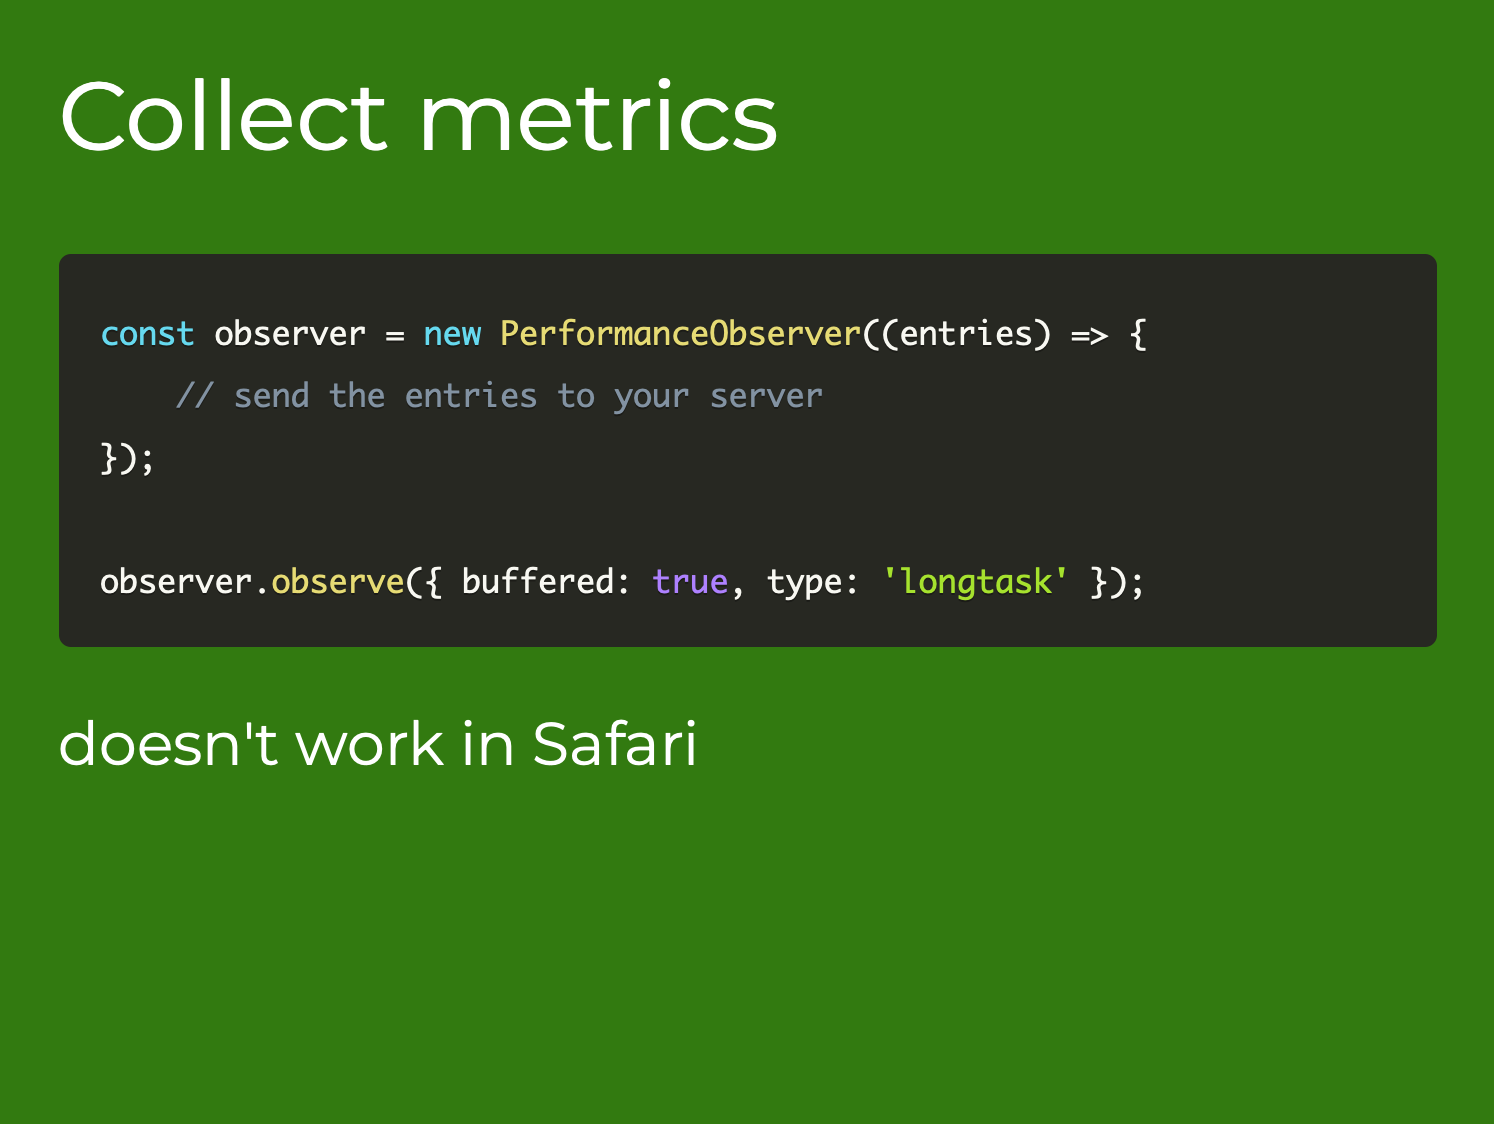 Collect metrics
const observer = new PerformanceObserver((entries) => {
    // send the entries to your server
});
observer.observe({ buffered: true, type: 'longtask' });
doesn't work in Safari